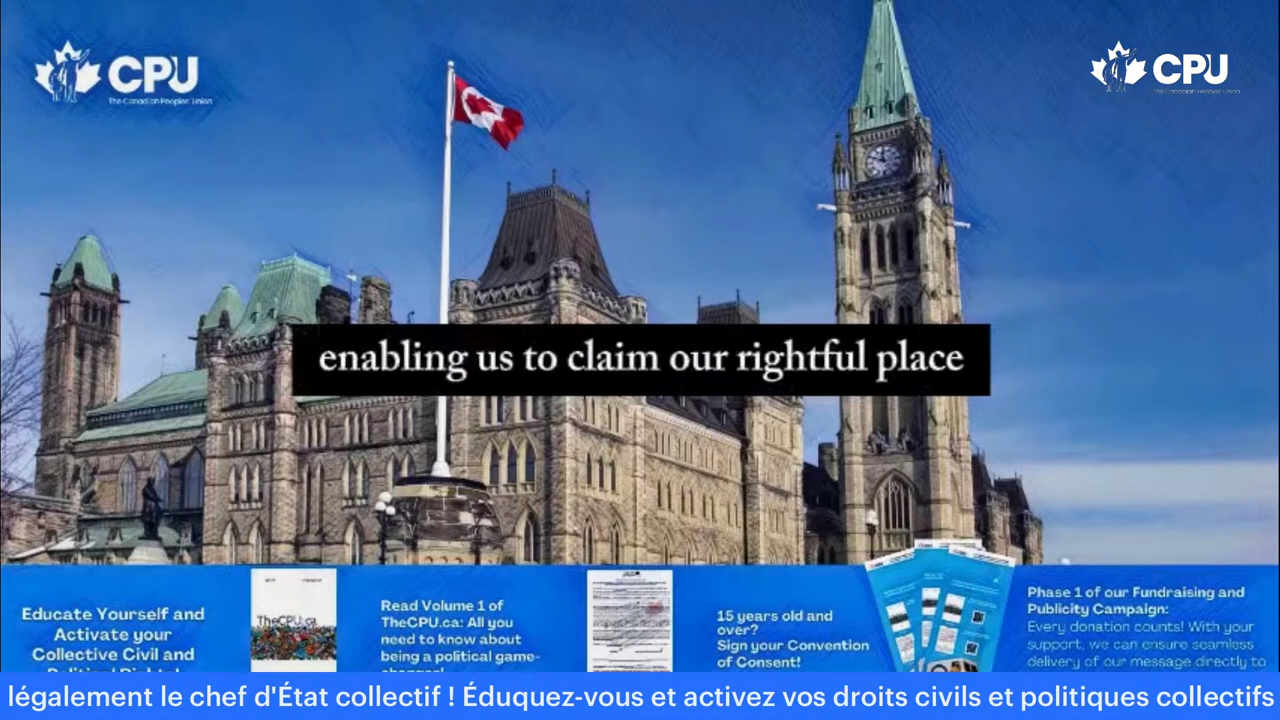 CPU
The Canadian Peoples' Union
CPU
The Canadian Peoples' Union
enabling us to claim our rightful place
Educate Yourself and
Activate your
Collective Civil and
TheCPU.ca
Read Volume 1 of
TheCPU.ca: All you
need to know about
being a political game-
15 years old and
over?
Sign your Convention
of Consent!
Phase 1 of our Fundraising and
Publicity Campaign:
Every donation counts! With your
support, we can ensure seamless
delivery of our message directly to
légalement le chef d'État collectif ! Éduquez-vous et activez vos droits civils et politiques collectifs